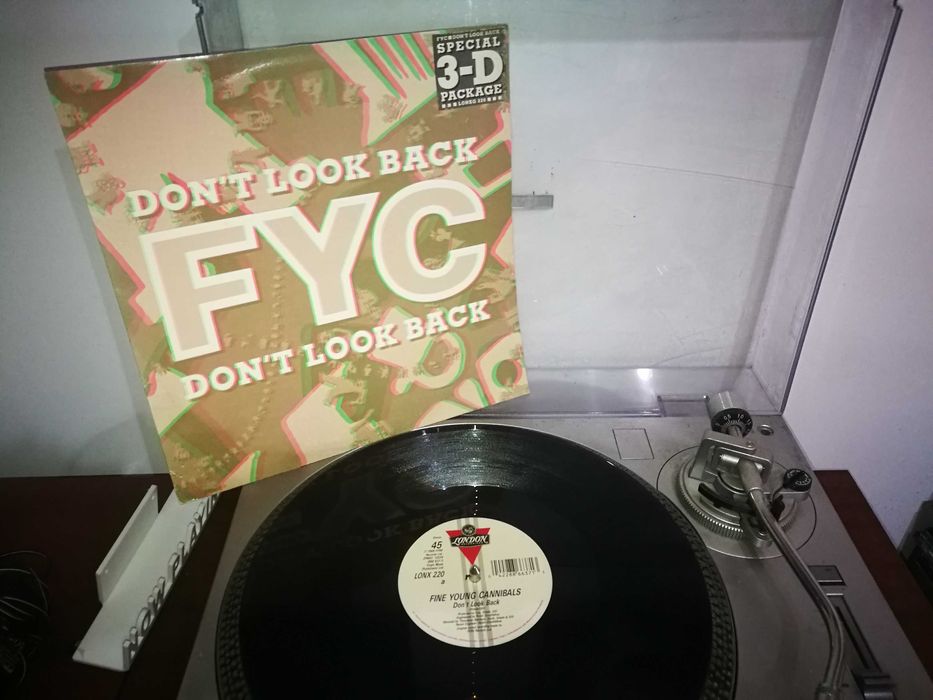 FYC DON'T LOOK BACK
SPECIAL
3-D
PACKAGE
LONXG 220
DON'T LOOK BACK
FYC
DON'T LOOK BACK
NOW PLAYING
LONDON
45
LONX 220
a
FINE YOUNG CANNIBALS
Don't Look Back